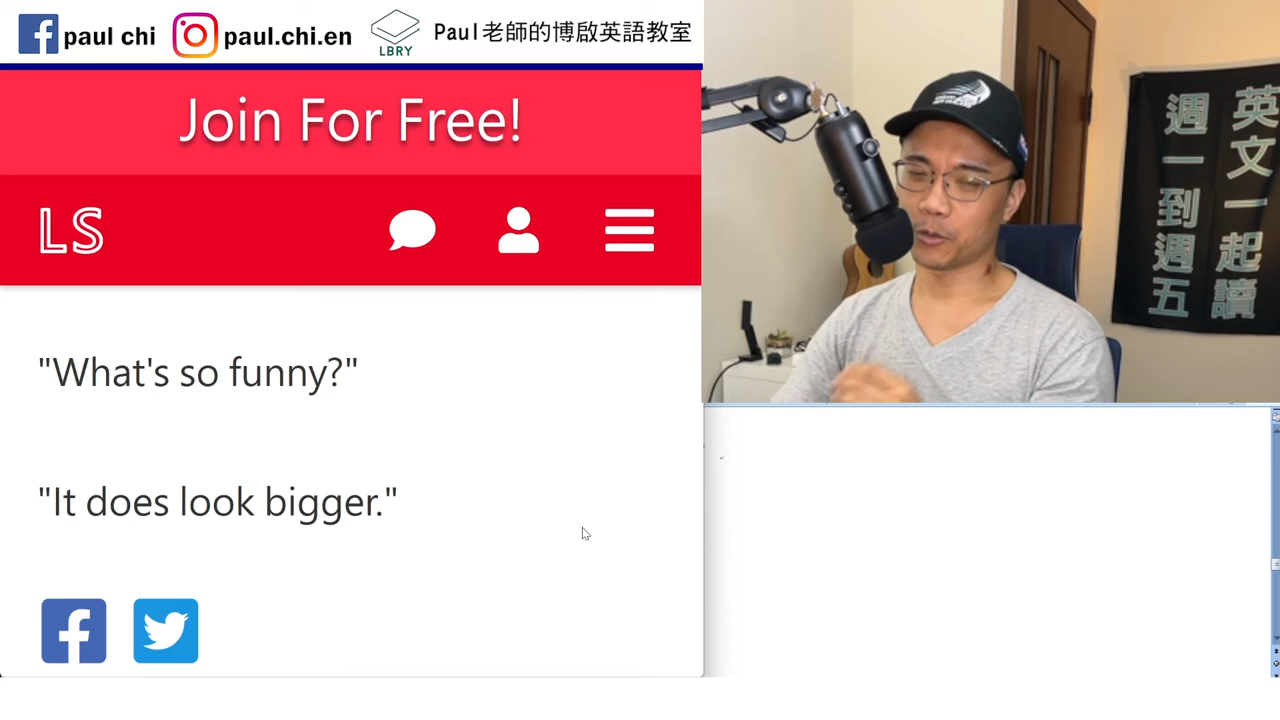 paul chi
paul.chi.en
LBRY
Paul老師的博啟英語教室
Join For Free!
LS
"What's so funny?"
"It does look bigger."
英文一起讀
週一到週五